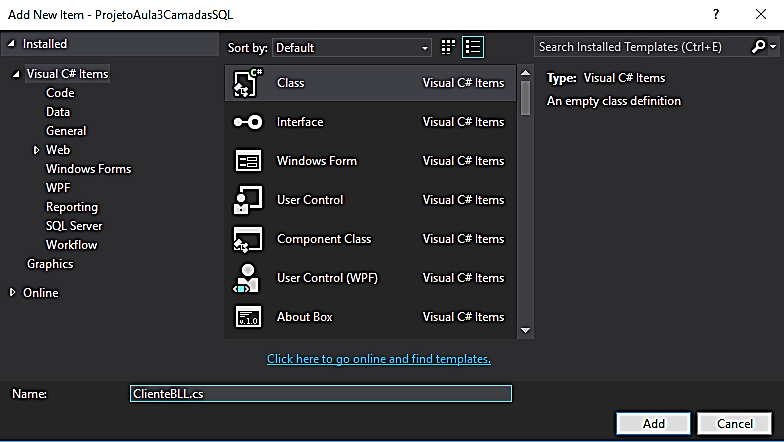 Add New Item - ProjetoAula3CamadasSQL
? X
Installed
Sort by: Default
Search Installed Templates (Ctrl+E)
Visual C# Items
Code
Data
General
Web
Windows Forms
WPF
Reporting
SQL Server
Workflow
Graphics
Online
C#
Class Visual C# Items
Interface Visual C# Items
Windows Form Visual C# Items
User Control Visual C# Items
Component Class Visual C# Items
User Control (WPF) Visual C# Items
v.1.0
About Box Visual C# Items
Click here to go online and find templates.
Type: Visual C# Items
An empty class definition
Name: ClienteBLL.cs
Add Cancel